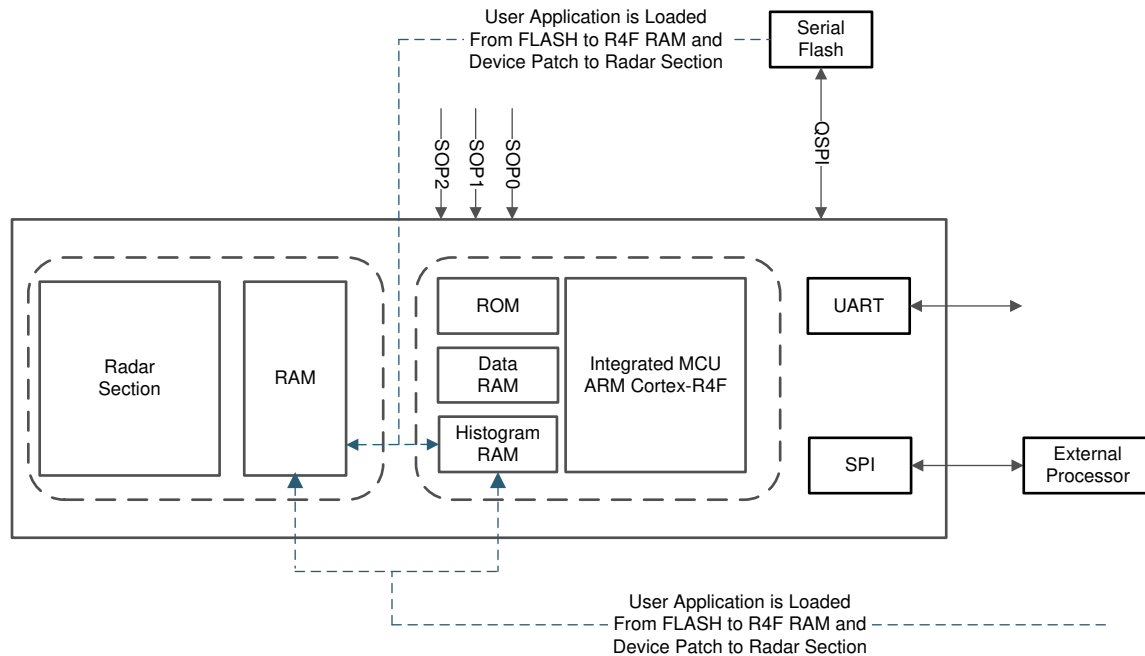 User Application is Loaded
From FLASH to R4F RAM and
Device Patch to Radar Section
Serial
Flash
QSPI
SOP2
SOP1
SOP0
Radar
Section
RAM
ROM
Data
RAM
Histogram
RAM
Integrated MCU
ARM Cortex-R4F
UART
SPI
External
Processor
User Application is Loaded
From FLASH to R4F RAM and
Device Patch to Radar Section